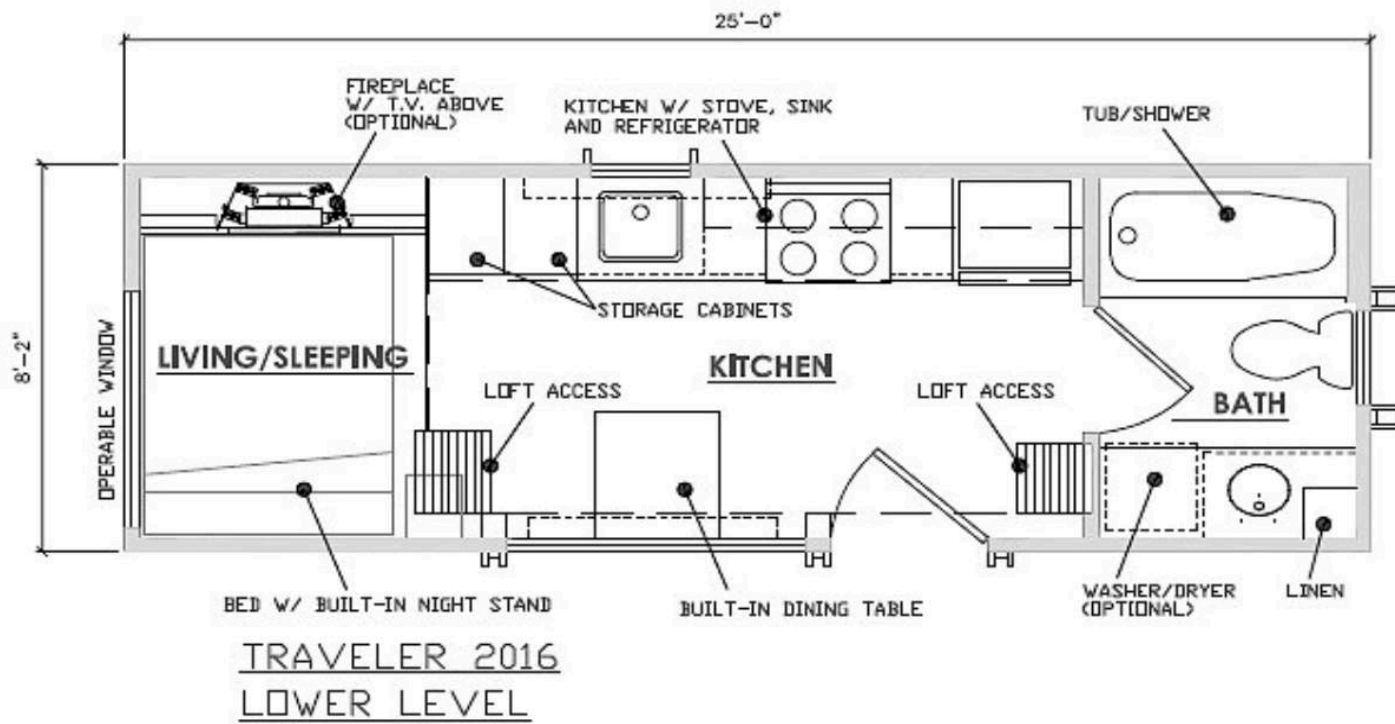 25'-0"
FIREPLACE
W/ T.V. ABOVE
(OPTIONAL)
KITCHEN W/ STOVE, SINK
AND REFRIGERATOR
TUB/SHOWER
8'-2"
OPERABLE WINDOW
STORAGE CABINETS
LIVING/SLEEPING
KITCHEN
LOFT ACCESS
LOFT ACCESS
BATH
BED W/ BUILT-IN NIGHT STAND
BUILT-IN DINING TABLE
WASHER/DRYER
(OPTIONAL)
LINEN
TRAVELER 2016
LOWER LEVEL